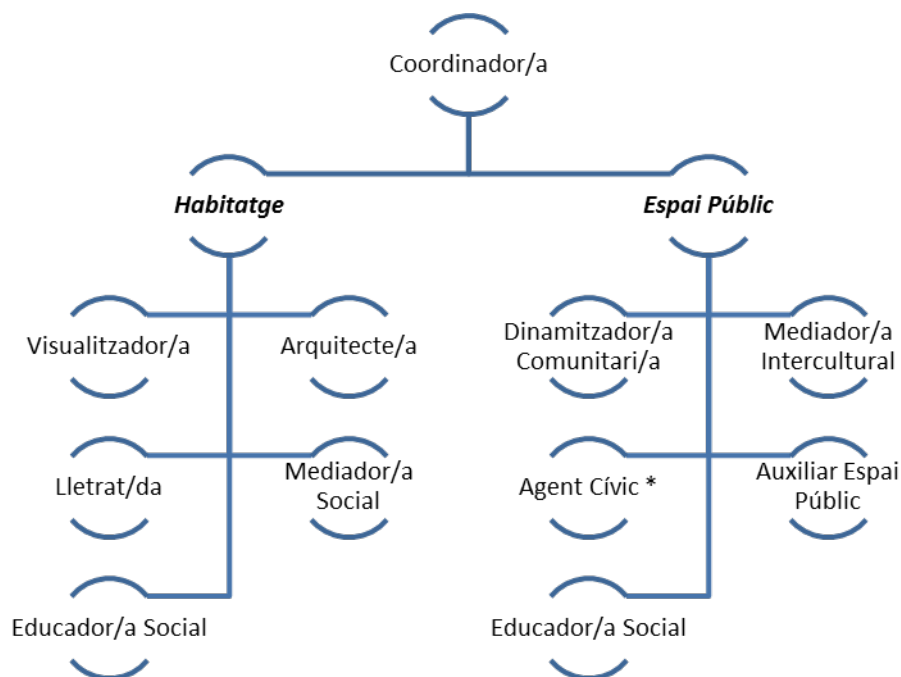 Coordinador/a
Habitatge
Espai Públic
Visualitzador/a
Arquitecte/a
Dinamitzador/a
Comunitari/a
Mediador/a
Intercultural
Lletrat/da
Mediador/a
Social
Agent Cívic *
Auxiliar Espai
Públic
Educador/a Social
Educador/a Social